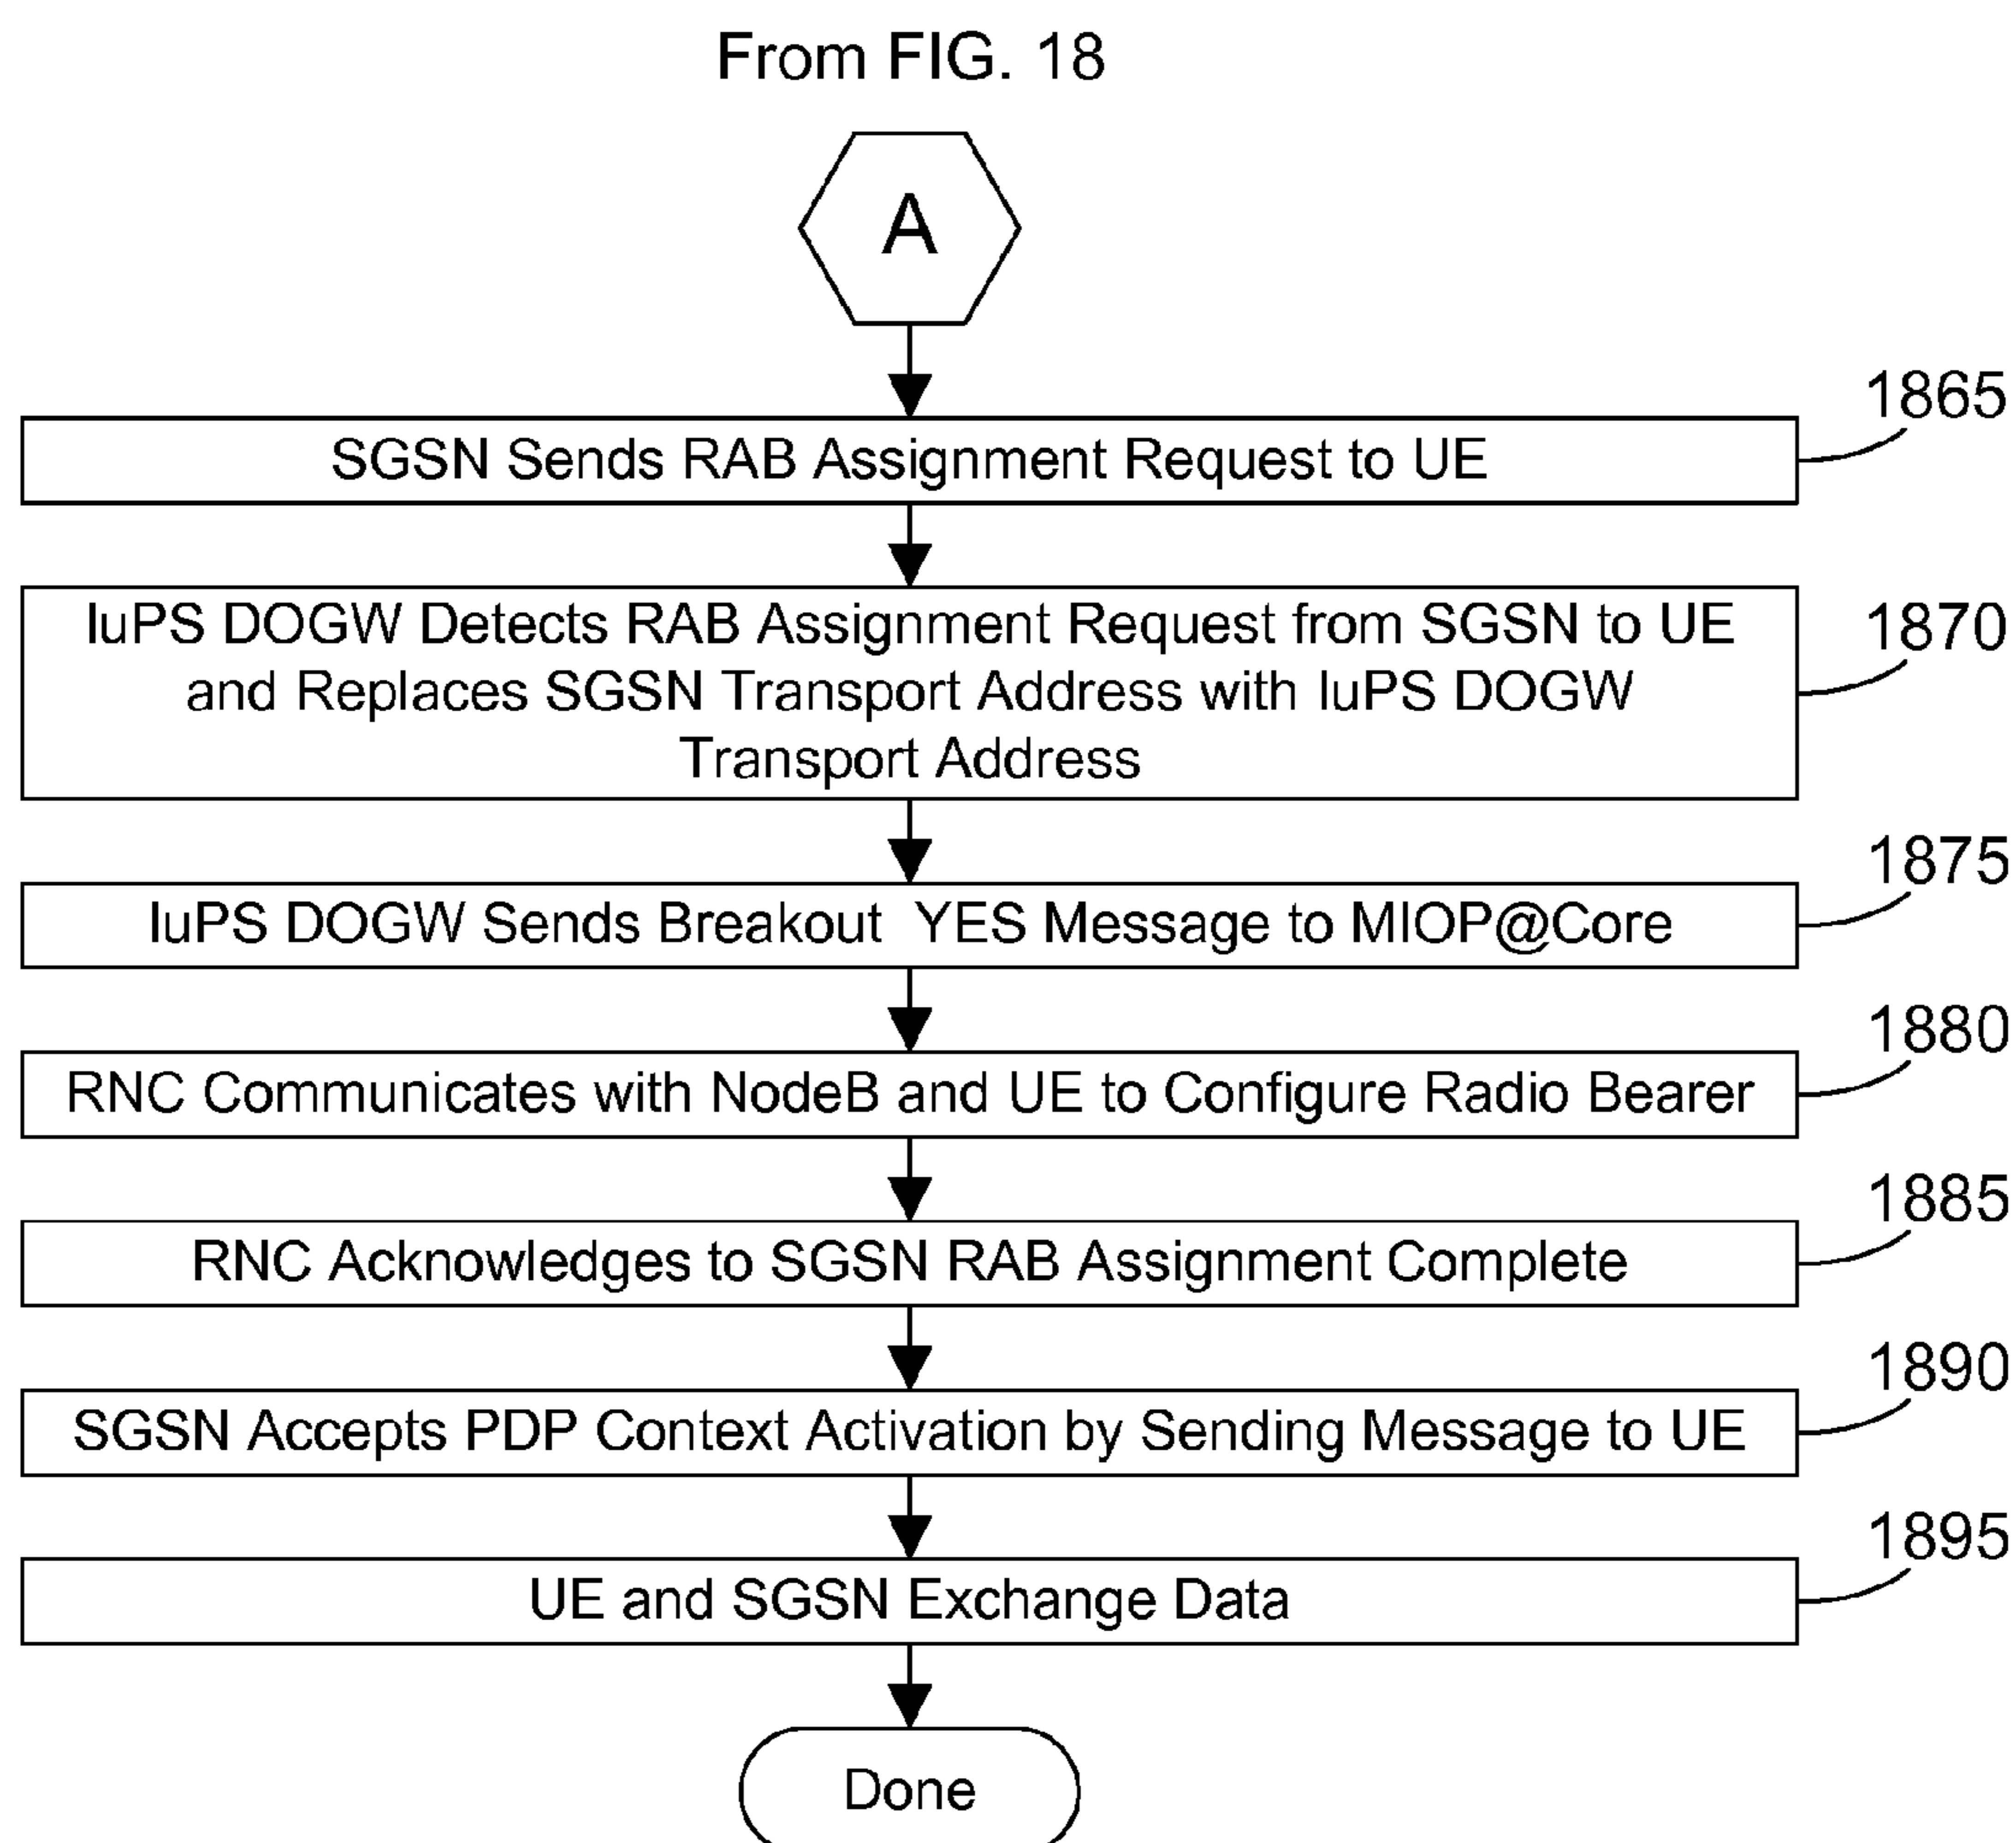 From FIG. 18
A
1865
SGSN Sends RAB Assignment Request to UE
1870
IuPS DOGW Detects RAB Assignment Request from SGSN to UE
and Replaces SGSN Transport Address with IuPS DOGW
Transport Address
1875
IuPS DOGW Sends Breakout YES Message to MIOP@Core
1880
RNC Communicates with NodeB and UE to Configure Radio Bearer
1885
RNC Acknowledges to SGSN RAB Assignment Complete
1890
SGSN Accepts PDP Context Activation by Sending Message to UE
1895
UE and SGSN Exchange Data
Done